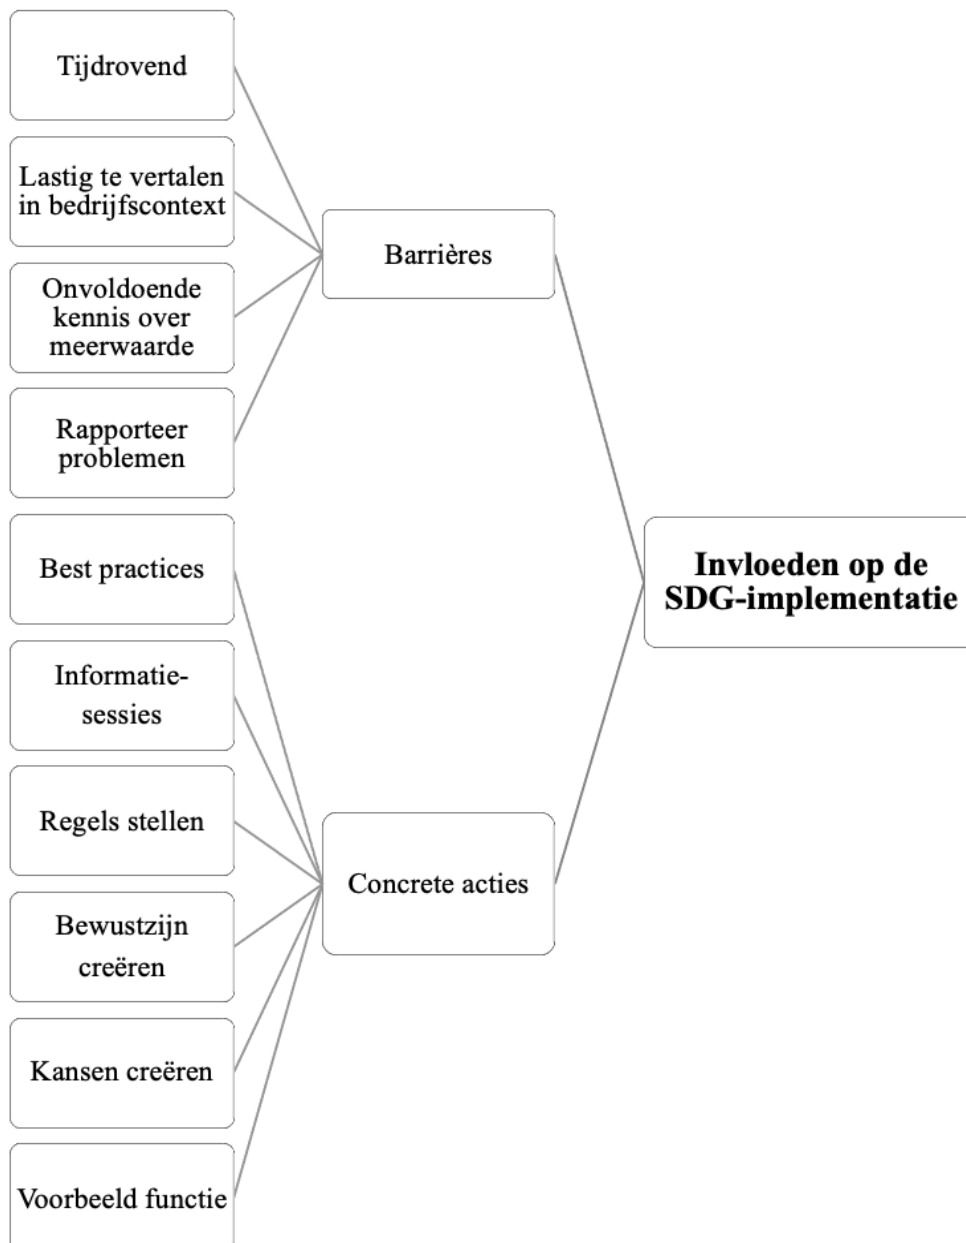 Tijdrovend
Lastig te vertalen
in bedrijfscontext
Onvoldoende
kennis over
meerwaarde
Rapporteer
problemen
Barrières
Best practices
Informatie-
sessies
Regels stellen
Bewustzijn
creëren
Kansen creëren
Voorbeeld functie
Concrete acties
Invloeden op de
SDG-implementatie